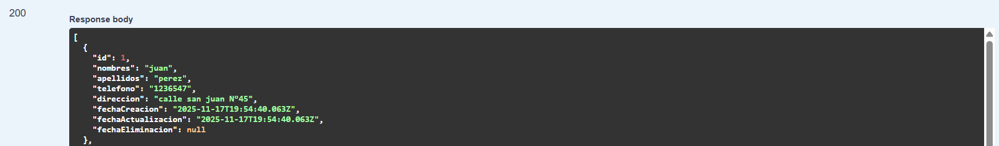 200
Response body
[
  {
    "id": 1,
    "nombres": "juan",
    "apellidos": "perez",
    "telefono": "1236547",
    "direccion": "calle san juan Nº45",
    "fechaCreacion": "2025-11-17T19:54:40.063Z",
    "fechaActualizacion": "2025-11-17T19:54:40.063Z",
    "fechaEliminacion": null
  },